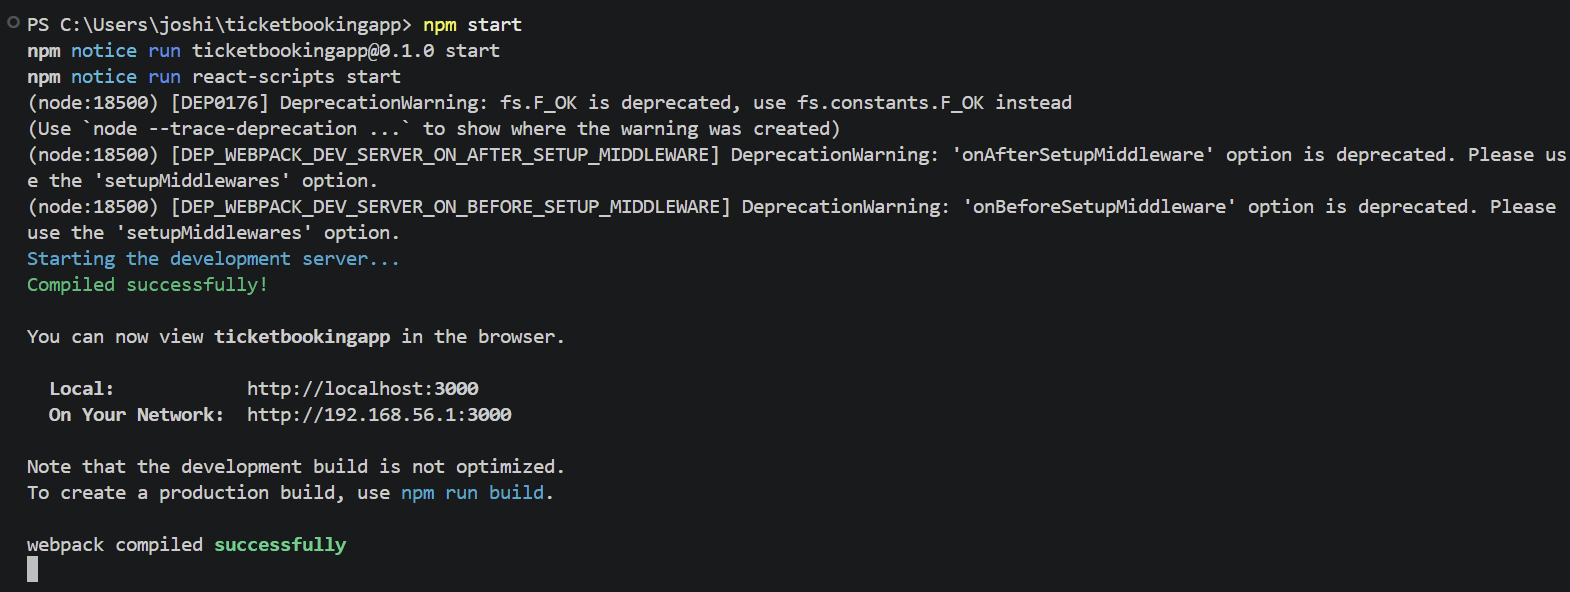 PS C:\Users\joshi\ticketbookingapp> npm start
npm notice run ticketbookingapp@0.1.0 start
npm notice run react-scripts start
(node:18500) [DEP0176] DeprecationWarning: fs.F_OK is deprecated, use fs.constants.F_OK instead
(Use `node --trace-deprecation ...` to show where the warning was created)
(node:18500) [DEP_WEBPACK_DEV_SERVER_ON_AFTER_SETUP_MIDDLEWARE] DeprecationWarning: 'onAfterSetupMiddleware' option is deprecated. Please us
e the 'setupMiddlewares' option.
(node:18500) [DEP_WEBPACK_DEV_SERVER_ON_BEFORE_SETUP_MIDDLEWARE] DeprecationWarning: 'onBeforeSetupMiddleware' option is deprecated. Please
use the 'setupMiddlewares' option.
Starting the development server...
Compiled successfully!
You can now view ticketbookingapp in the browser.
Local: http://localhost:3000
On Your Network: http://192.168.56.1:3000
Note that the development build is not optimized.
To create a production build, use npm run build.
webpack compiled successfully